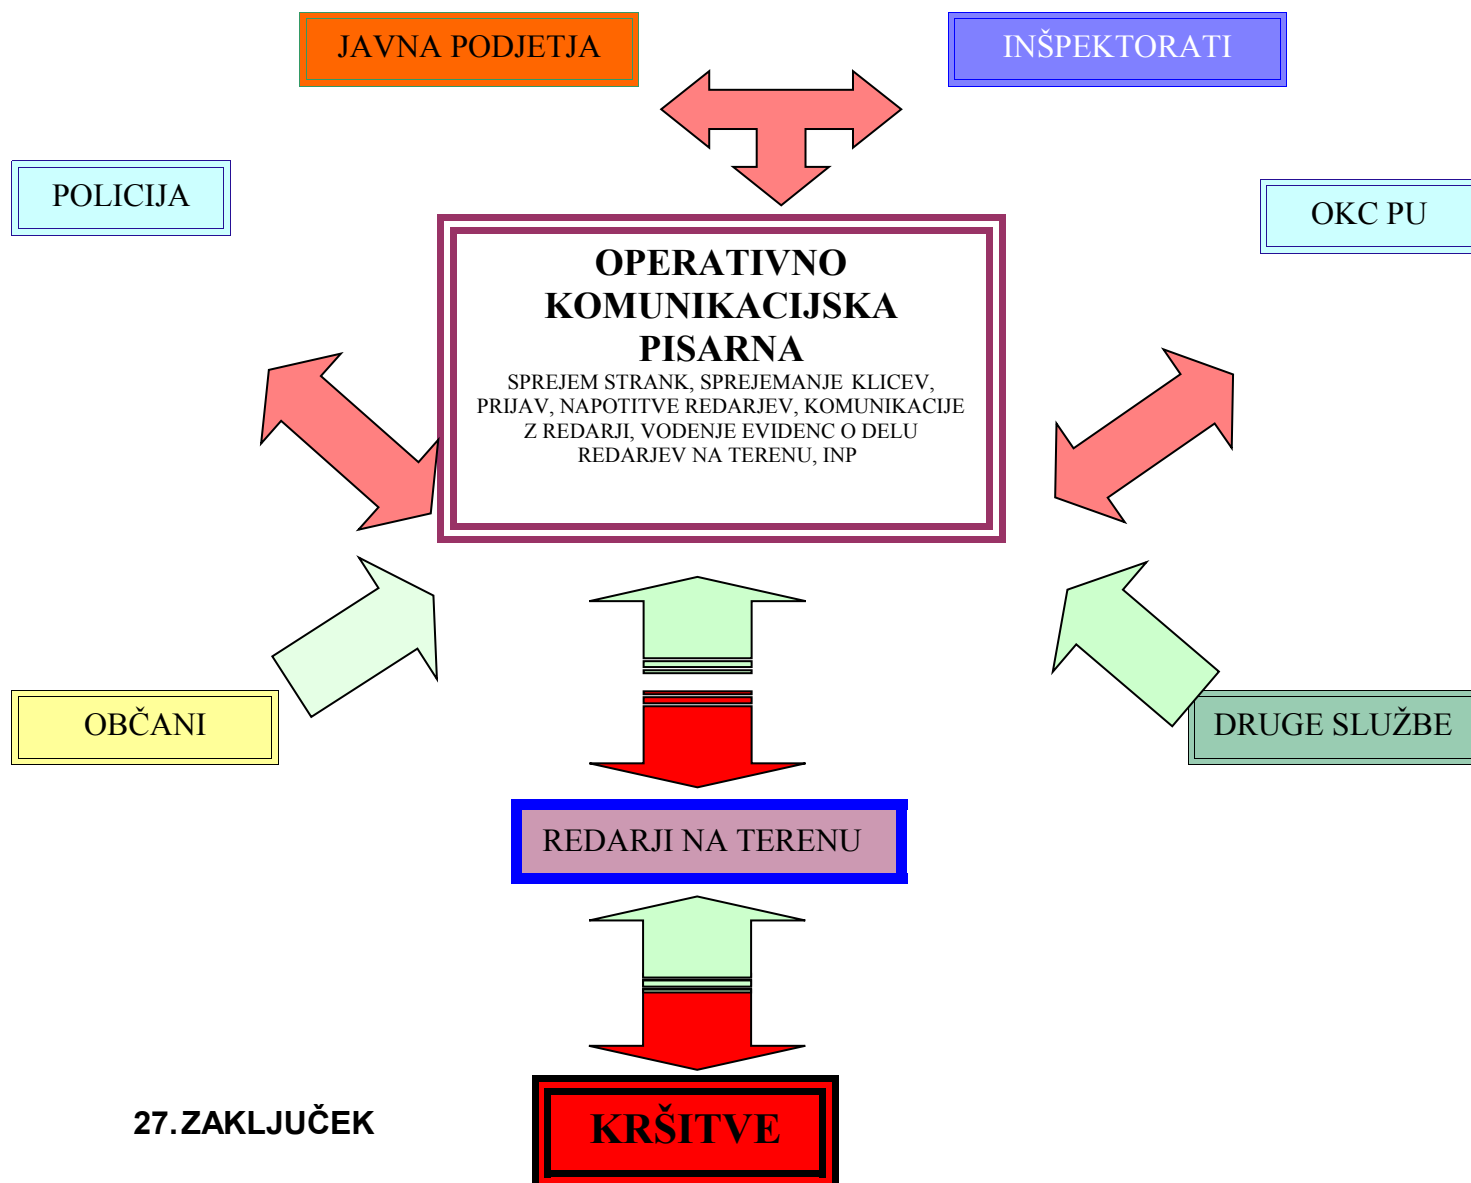 JAVNA PODJETJA
INŠPEKTORATI
POLICIJA
OKC PU
OPERATIVNO
KOMUNIKACIJSKA
PISARNA
SPREJEM STRANK, SPREJEMANJE KLICEV,
PRIJAV, NAPOTITVE REDARJEV, KOMUNIKACIJE
Z REDARJI, VODENJE EVIDENC O DELU
REDARJEV NA TERENU, INP
OBČANI
DRUGE SLUŽBE
REDARJI NA TERENU
27. ZAKLJUČEK
KRŠITVE